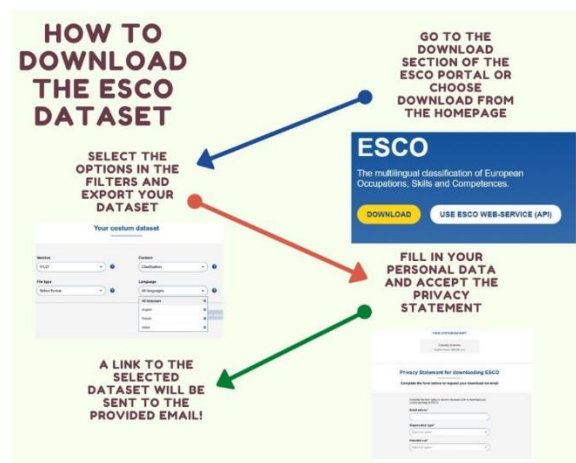 HOW TO
DOWNLOAD
THE ESCO
DATASET
GO TO THE
DOWNLOAD
SECTION OF THE
ESCO PORTAL OR
CHOOSE
DOWNLOAD FROM
THE HOMEPAGE
ESCO
The multilingual classification of European
Occupations, Skills and Competences.
DOWNLOAD
USE ESCO WEB-SERVICE (API)
SELECT THE
OPTIONS IN THE
FILTERS AND
EXPORT YOUR
DATASET
Your costum dataset
Version
Content
Classification
File type
Language
Select format
All languages
All languages
English
FILL IN YOUR
PERSONAL DATA
AND ACCEPT THE
PRIVACY
STATEMENT
Privacy Statement for downloading ESCO
Complete the form below to request your download via email
Email adress*
Organisation type*
A LINK TO THE
SELECTED
DATASET WILL BE
SENT TO THE
PROVIDED EMAIL!